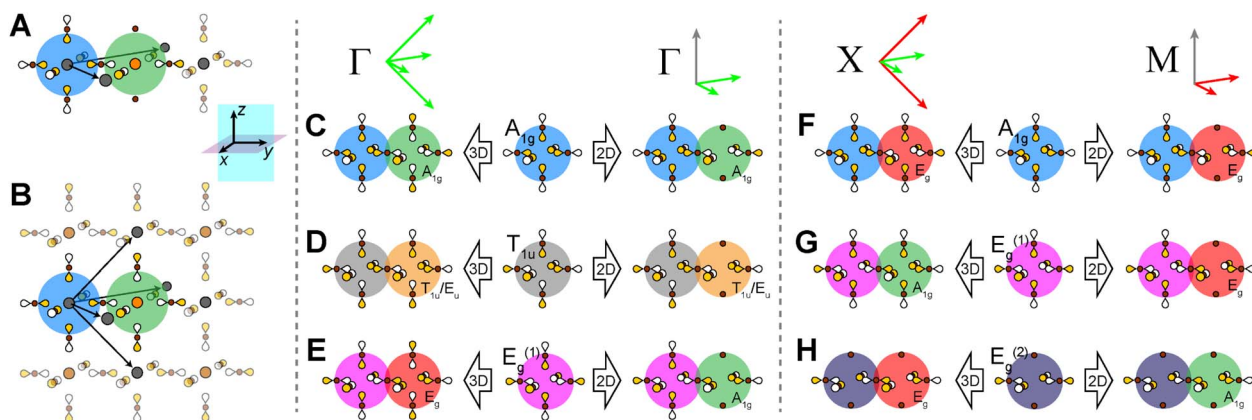 A
z
x
y
B
Γ
Γ
C
A1g
3D
A1g
2D
A1g
D
T1u
3D
T1u/Eu
2D
T1u/Eu
E
Eg(1)
3D
Eg
2D
A1g
X
M
F
A1g
3D
Eg
2D
Eg
G
Eg(1)
3D
A1g
2D
Eg
H
Eg(2)
3D
Eg
2D
A1g